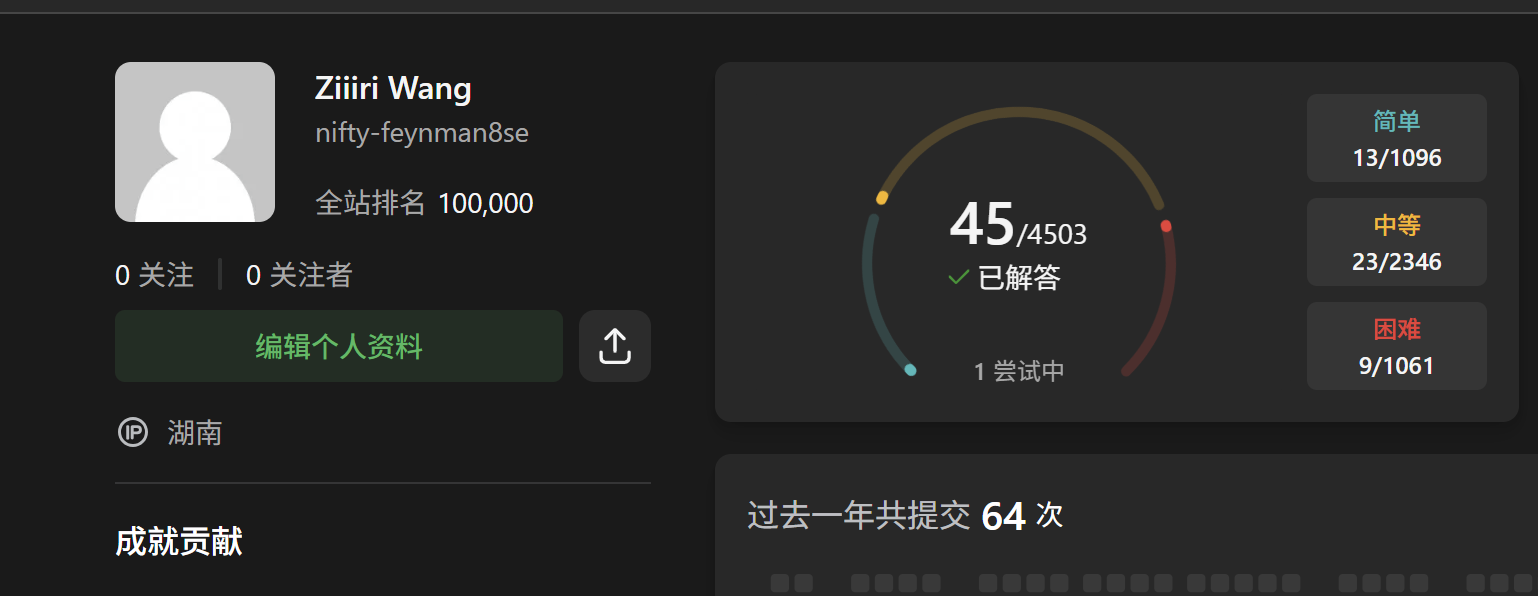 Ziiiri Wang
nifty-feynman8se
全站排名 100,000
0 关注 | 0 关注者
编辑个人资料
IP 湖南
成就贡献
45/4503
已解答
1 尝试中
简单
13/1096
中等
23/2346
困难
9/1061
过去一年共提交 64 次